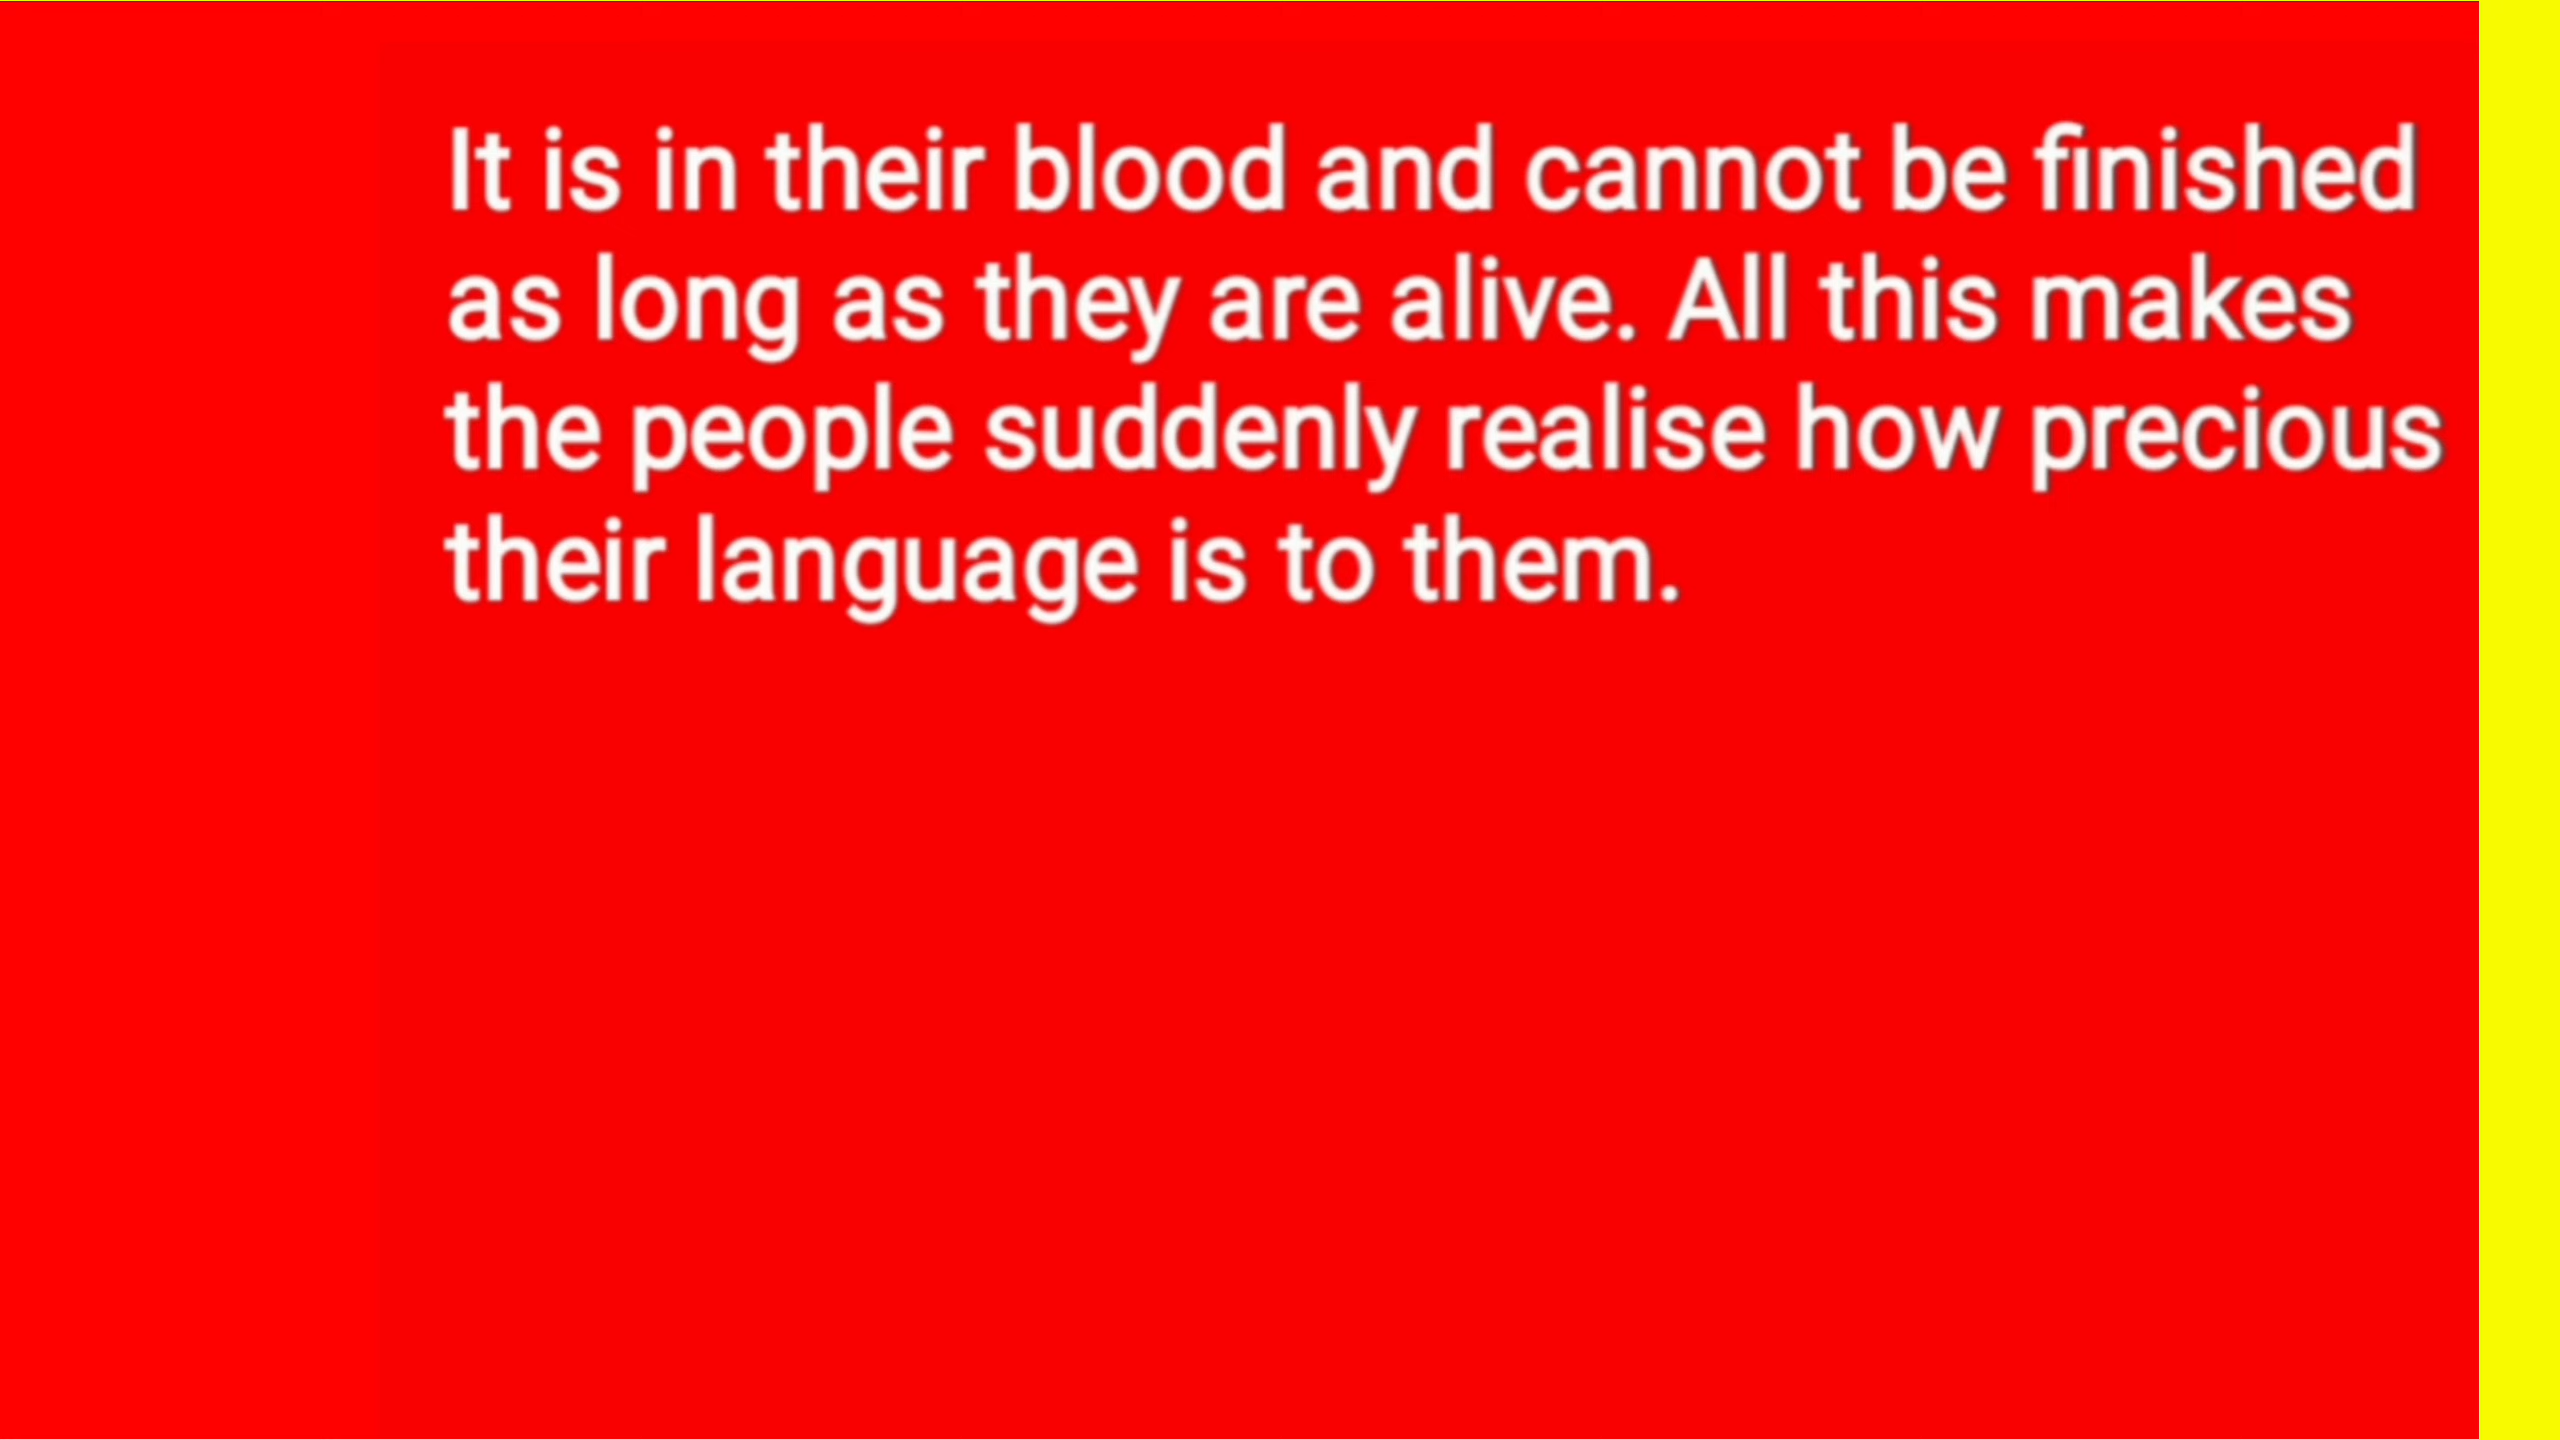 It is in their blood and cannot be finished
as long as they are alive. All this makes
the people suddenly realise how precious
their language is to them.